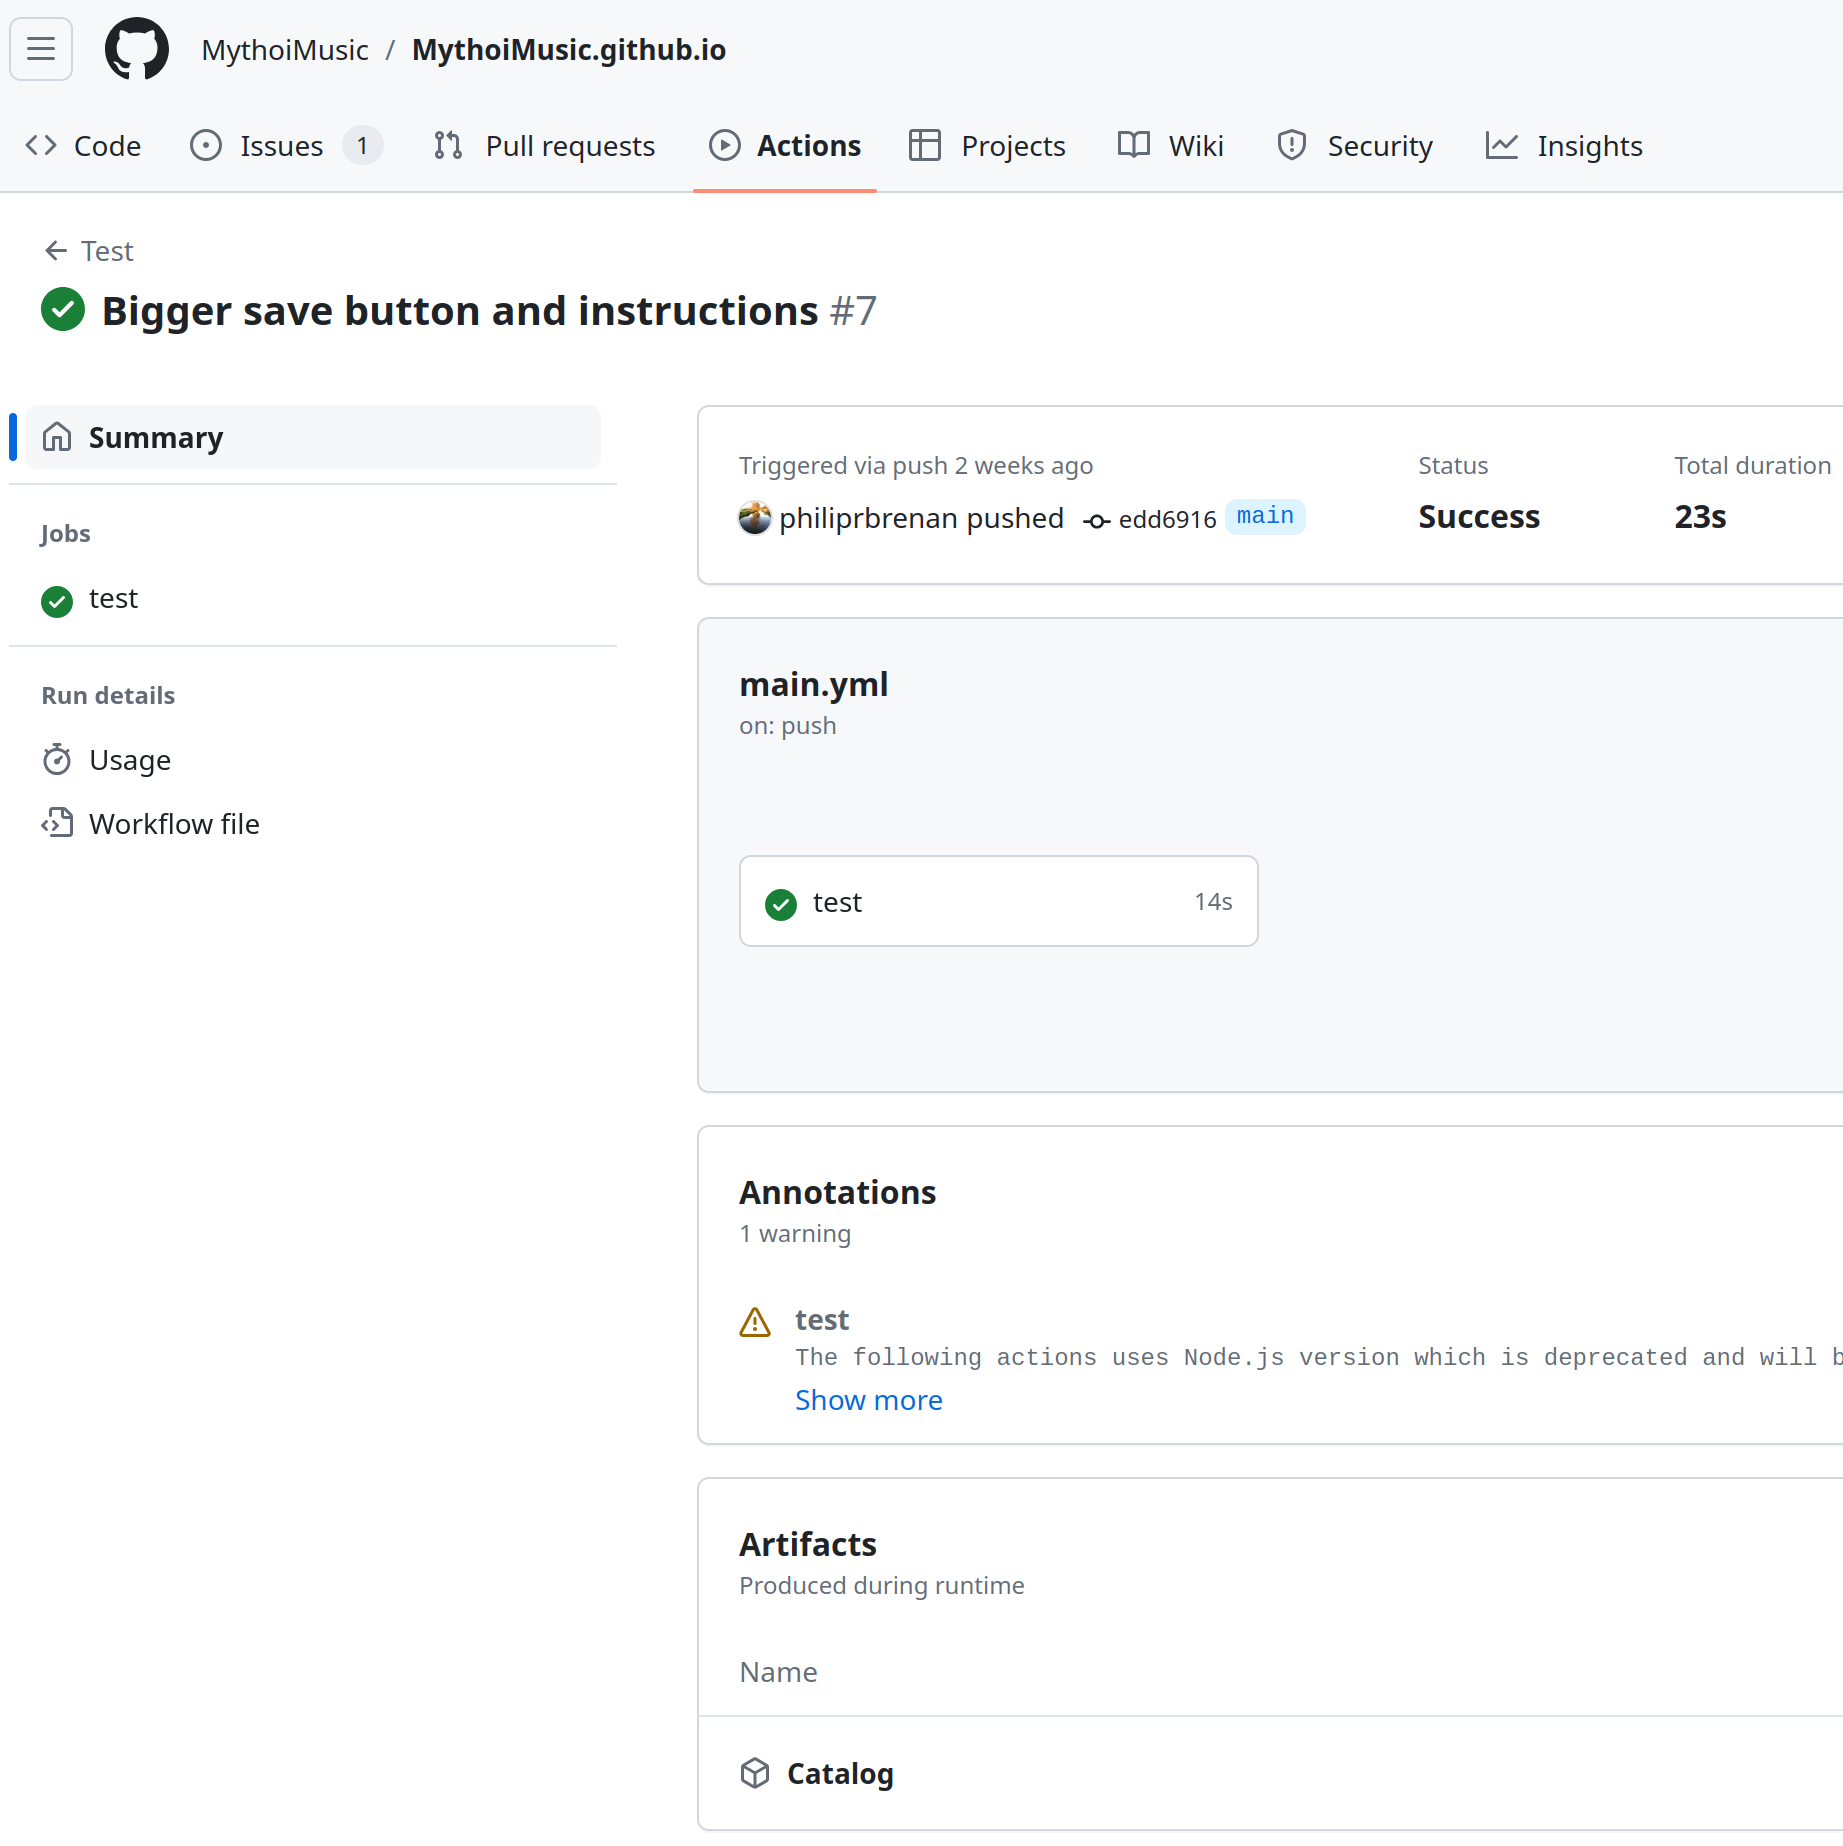 MythoiMusic / MythoiMusic.github.io
Code Issues 1 Pull requests Actions Projects Wiki Security Insights
Test
Bigger save button and instructions #7
Summary
Jobs
test
Run details
Usage
Workflow file
Triggered via push 2 weeks ago
philiprbrenan pushed edd6916 main
Status
Success
Total duration
23s
main.yml
on: push
test 14s
Annotations
1 warning
test
The following actions uses Node.js version which is deprecated and will b
Show more
Artifacts
Produced during runtime
Name
Catalog